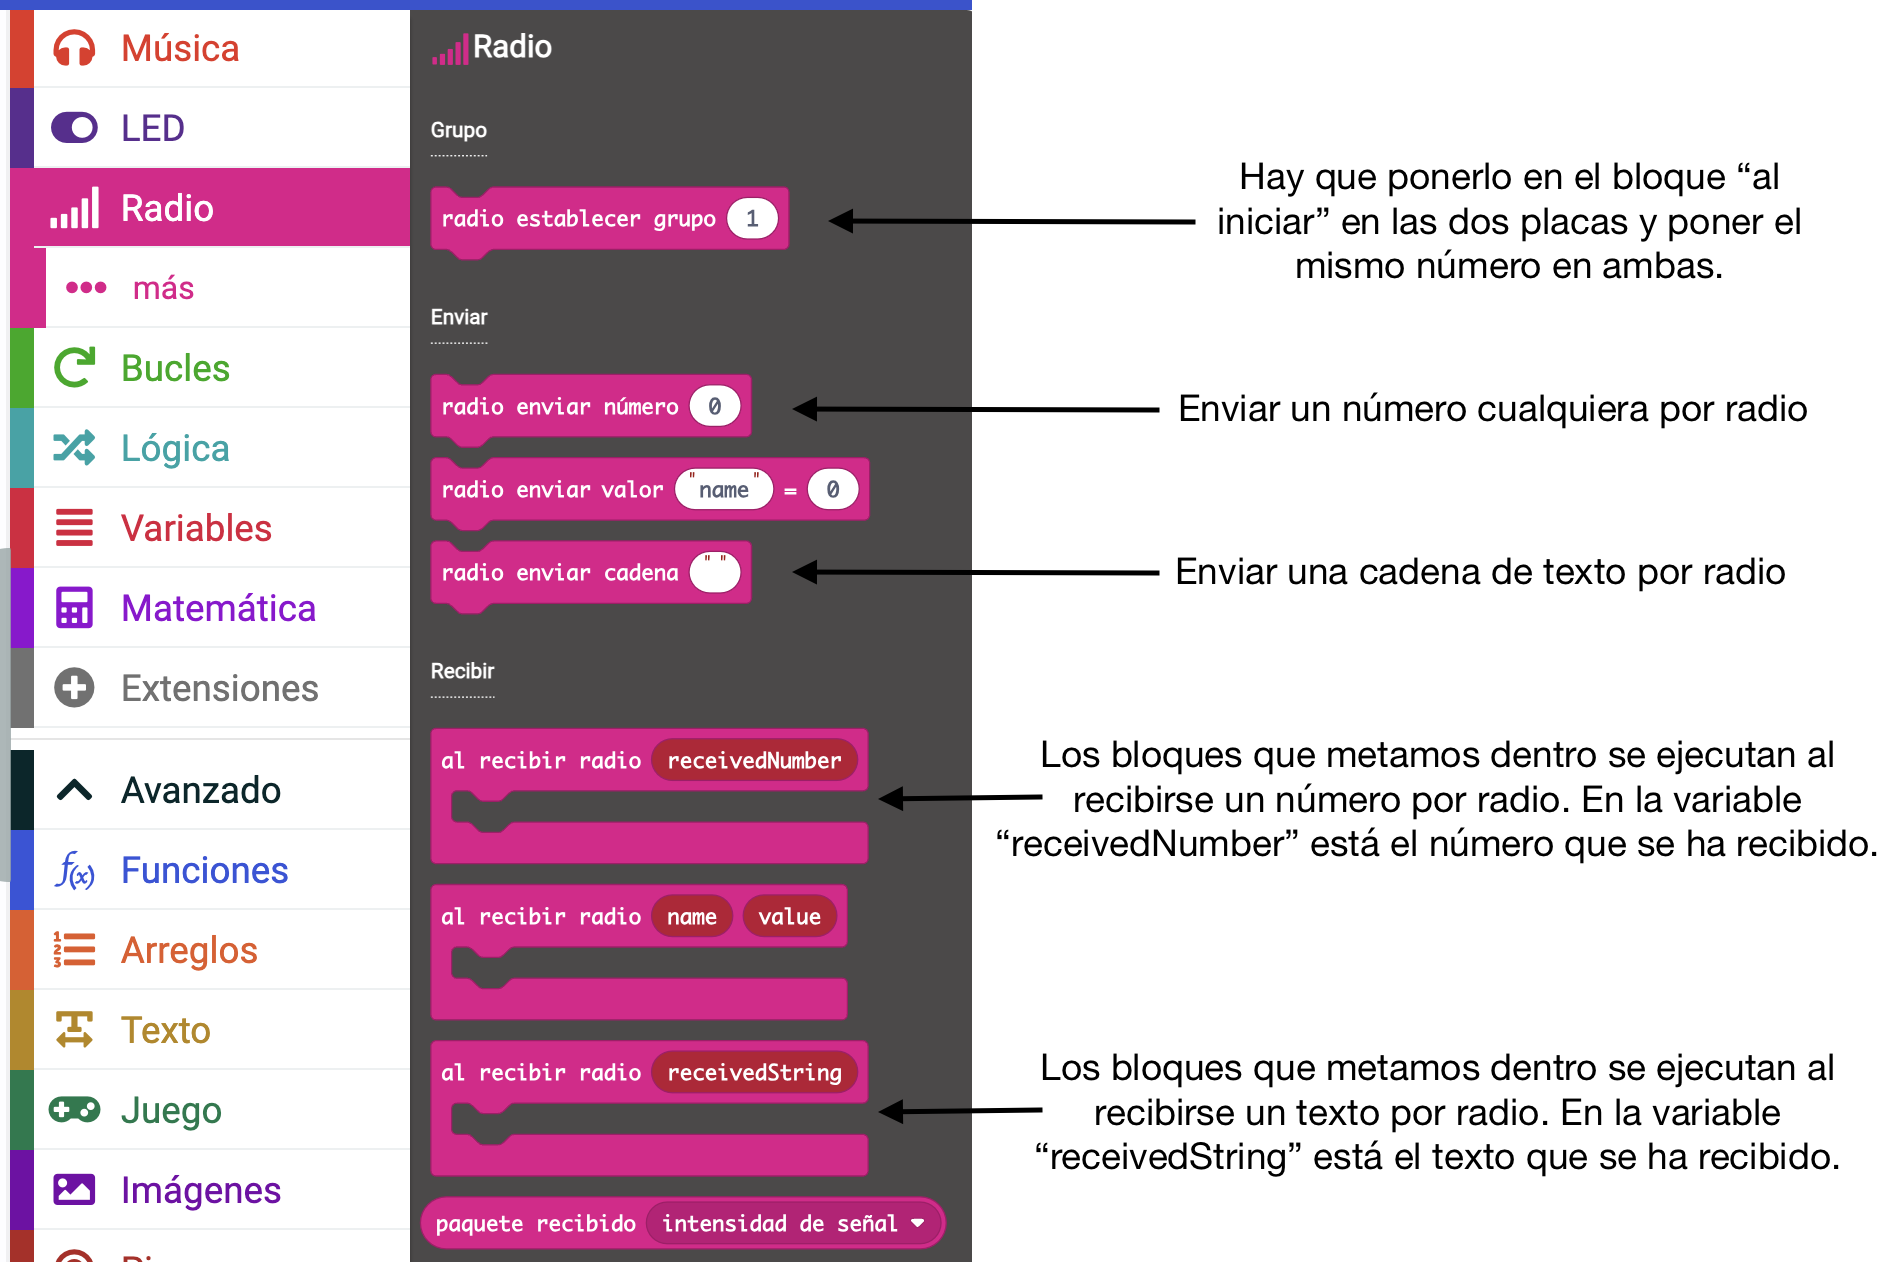 Música
LED
Radio
más
Bucles
Lógica
Variables
Matemática
Extensiones
Avanzado
Funciones
Arreglos
Texto
Juego
Imágenes
Radio
Grupo
radio establecer grupo 1
Enviar
radio enviar número 0
radio enviar valor "name" = 0
radio enviar cadena " "
Recibir
al recibir radio receivedNumber
al recibir radio name value
al recibir radio receivedString
paquete recibido intensidad de señal
Hay que ponerlo en el bloque “al
iniciar” en las dos placas y poner el
mismo número en ambas.
Enviar un número cualquiera por radio
Enviar una cadena de texto por radio
Los bloques que metamos dentro se ejecutan al
recibirse un número por radio. En la variable
“receivedNumber” está el número que se ha recibido.
Los bloques que metamos dentro se ejecutan al
recibirse un texto por radio. En la variable
“receivedString” está el texto que se ha recibido.